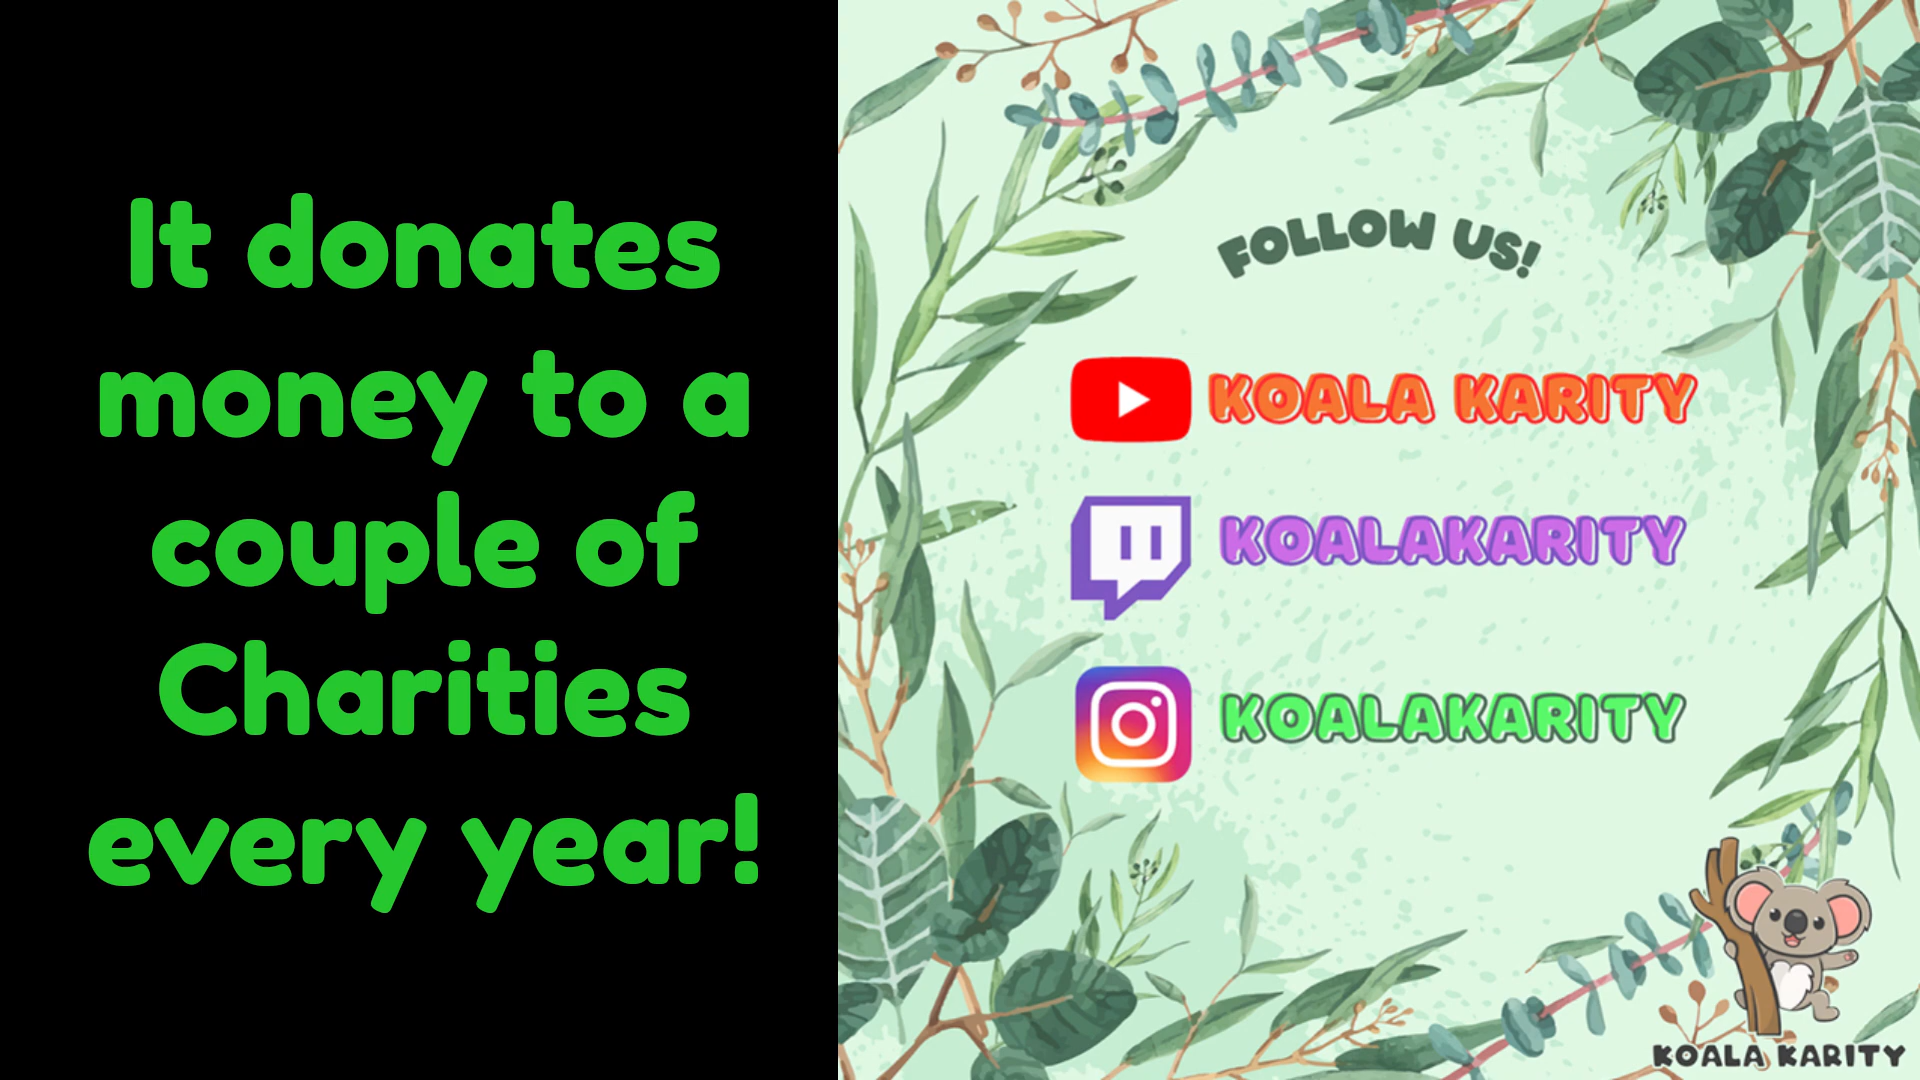 It donates
money to a
couple of
Charities
every year!
FOLLOW US!
KOALA KARITY
KOALAKARITY
KOALAKARITY
KOALA KARITY